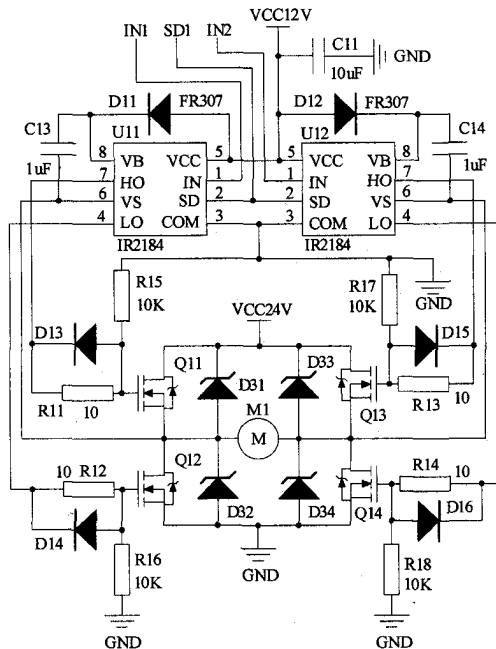 VCC12V
IN1 SD1 IN2
C11
GND
10uF
D11 FR307 D12 FR307
C13 U11 U12 C14
1uF 1uF
8 VB VCC 5 5 VCC VB 8
7 HO IN 1 1 IN HO 7
6 VS SD 2 2 SD VS 6
4 LO COM 3 3 COM LO 4
IR2184 IR2184
R15 R17
10K 10K
GND
VCC24V
D13 D15
Q11 D31 D33 Q13
R11 10 M1 R13 10
M
10 R12 Q12 R14 10
D14 D32 D34 Q14 D16
R16 R18
10K 10K
GND
GND GND